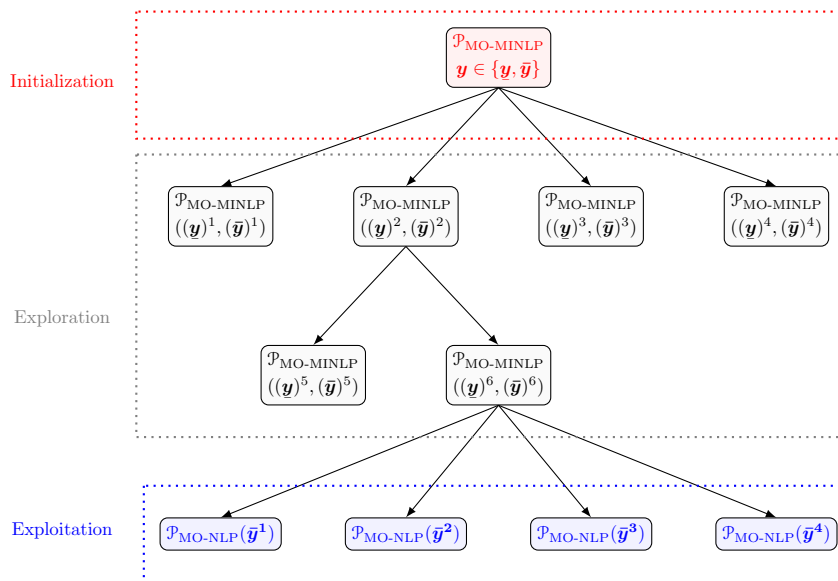 𝒫MO-MINLP
Initialization
𝒚 ∈ {𝒚̲, 𝒚̄}
𝒫MO-MINLP 𝒫MO-MINLP 𝒫MO-MINLP 𝒫MO-MINLP
((𝒚̲)¹, (𝒚̄)¹) ((𝒚̲)², (𝒚̄)²) ((𝒚̲)³, (𝒚̄)³) ((𝒚̲)⁴, (𝒚̄)⁴)
Exploration
𝒫MO-MINLP 𝒫MO-MINLP
((𝒚̲)⁵, (𝒚̄)⁵) ((𝒚̲)⁶, (𝒚̄)⁶)
Exploitation 𝒫MO-NLP(𝒚̄¹) 𝒫MO-NLP(𝒚̄²) 𝒫MO-NLP(𝒚̄³) 𝒫MO-NLP(𝒚̄⁴)